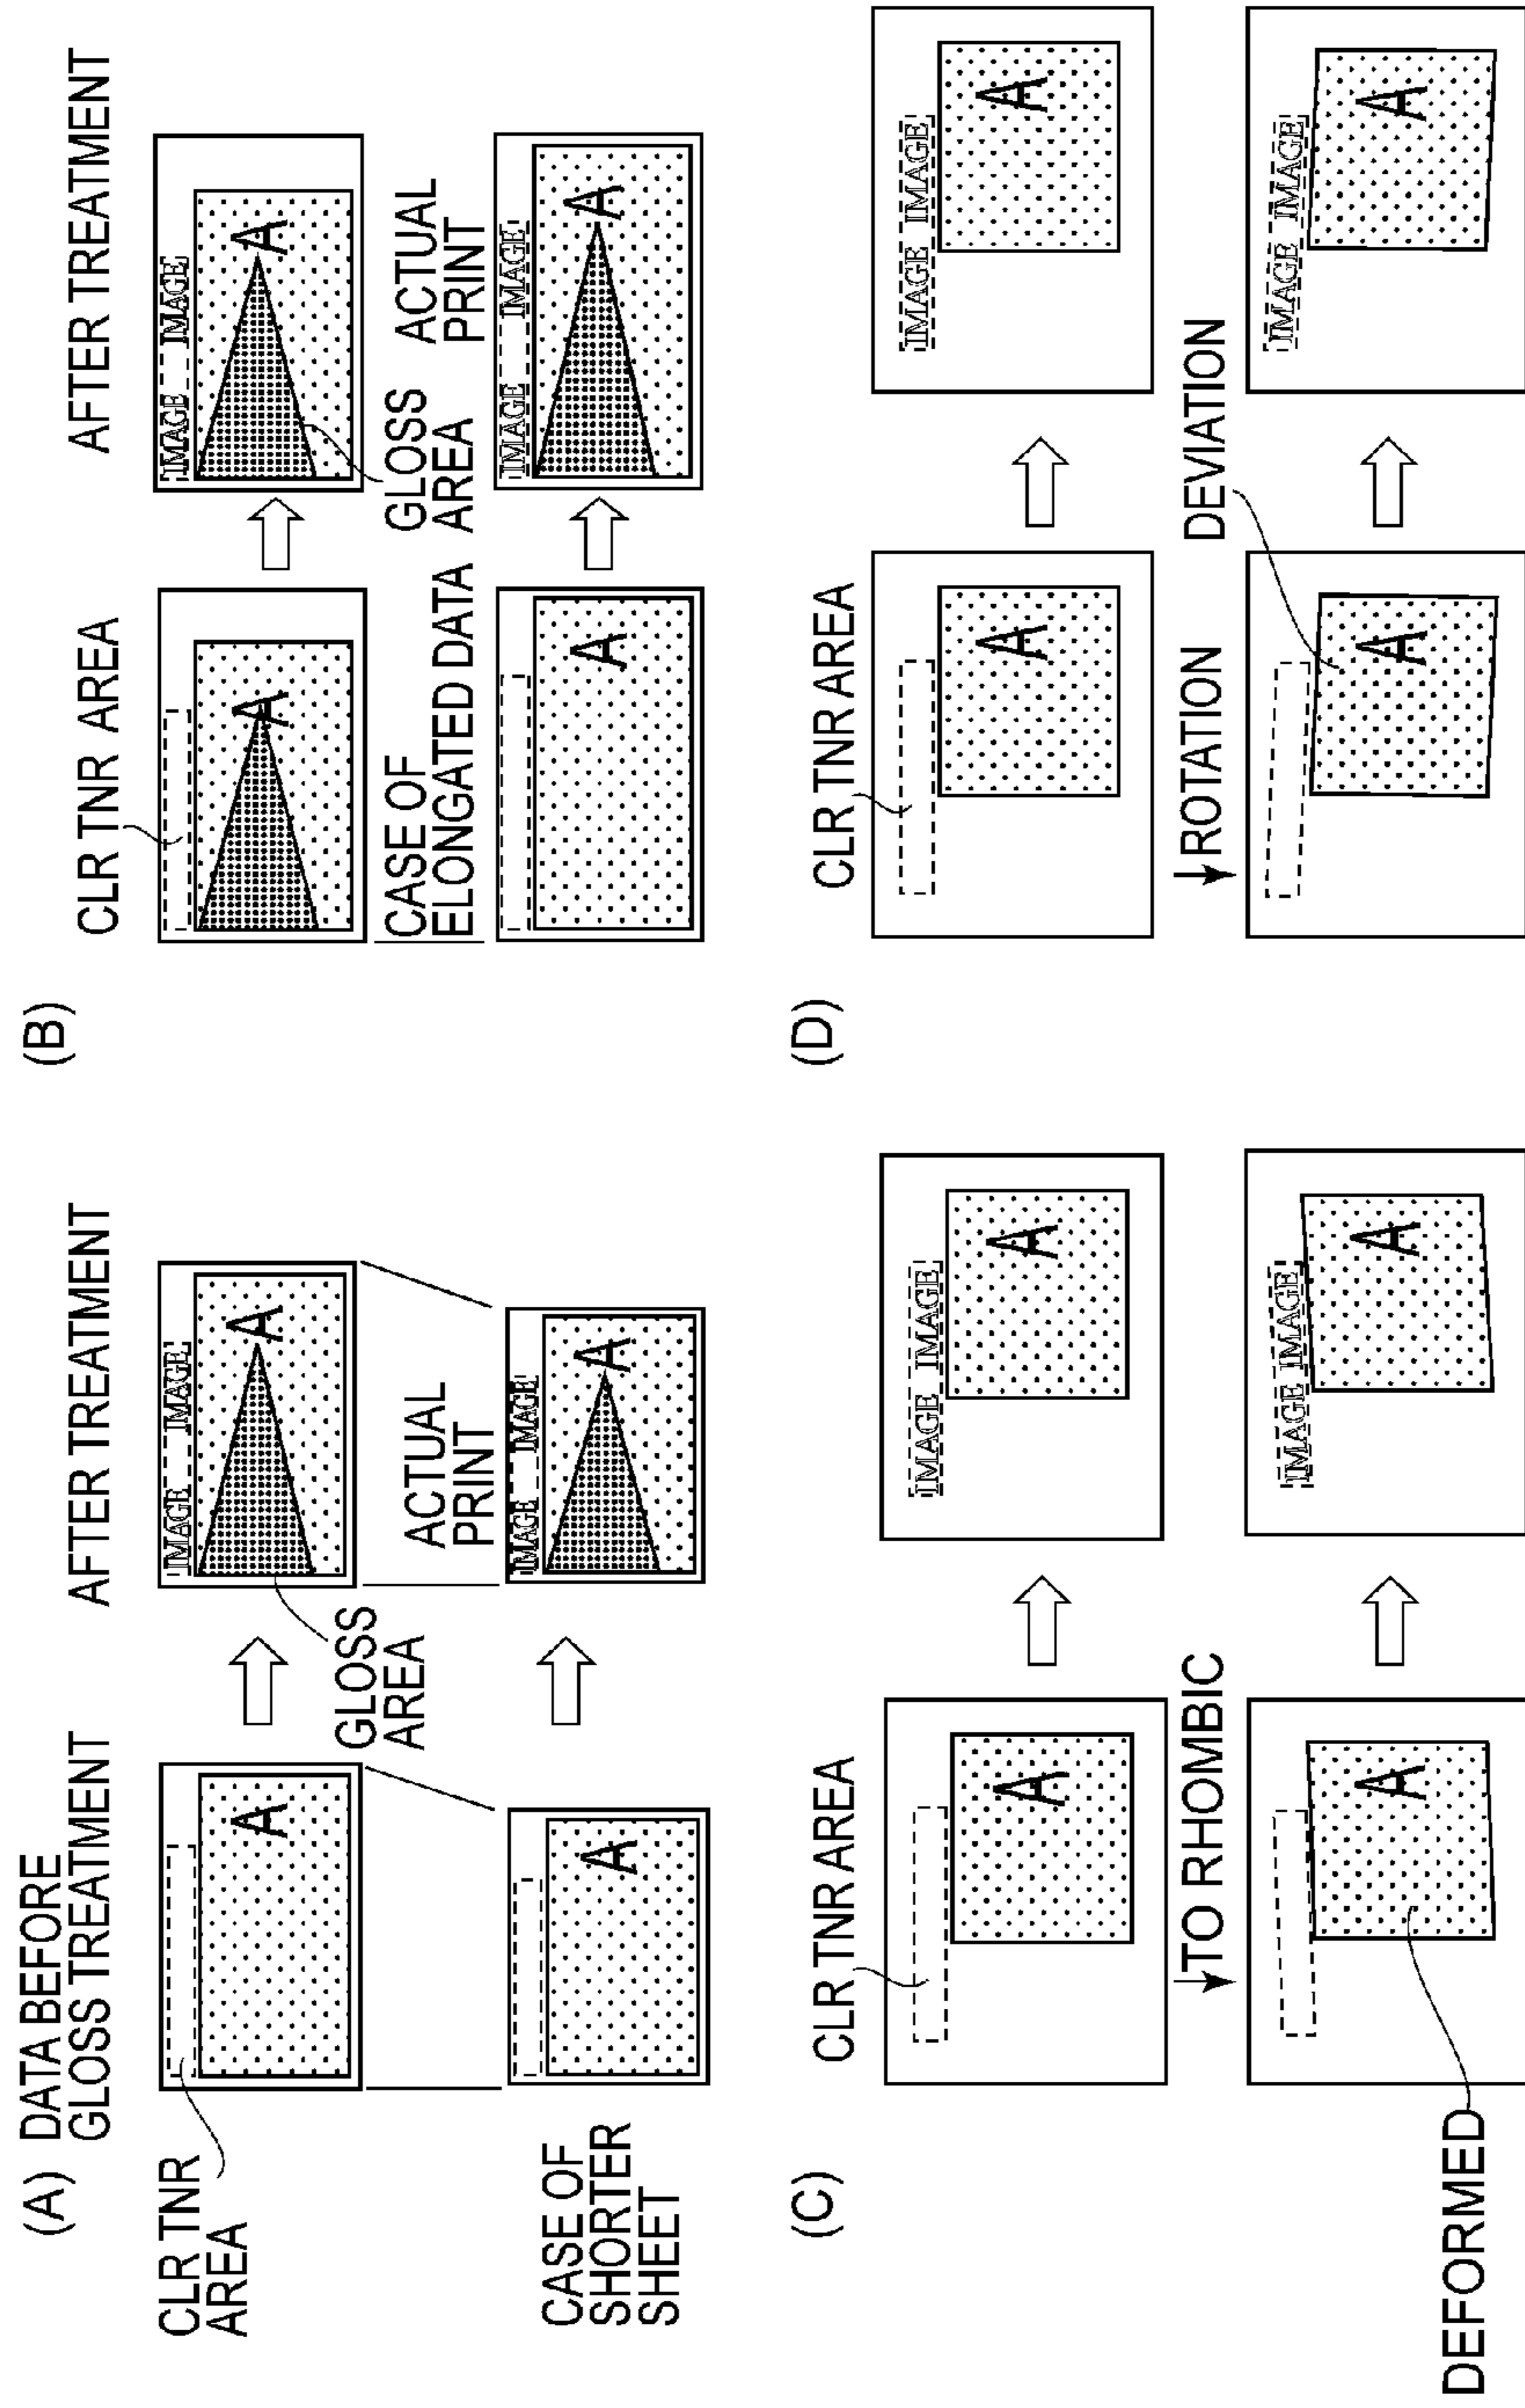 (A) DATA BEFORE
GLOSS TREATMENT
AFTER TREATMENT
CLR TNR
AREA
A
IMAGE IMAGE
A
GLOSS
AREA
ACTUAL
PRINT
CASE OF
SHORTER
SHEET
A
IMAGE IMAGE
A
(B)
CLR TNR AREA
AFTER TREATMENT
A
IMAGE IMAGE
A
CASE OF
ELONGATED DATA
GLOSS
AREA
ACTUAL
PRINT
A
IMAGE IMAGE
A
(C)
CLR TNR AREA
A
IMAGE IMAGE
A
TO RHOMBIC
A
IMAGE IMAGE
A
DEFORMED
(D)
CLR TNR AREA
A
IMAGE IMAGE
A
ROTATION
DEVIATION
A
IMAGE IMAGE
A